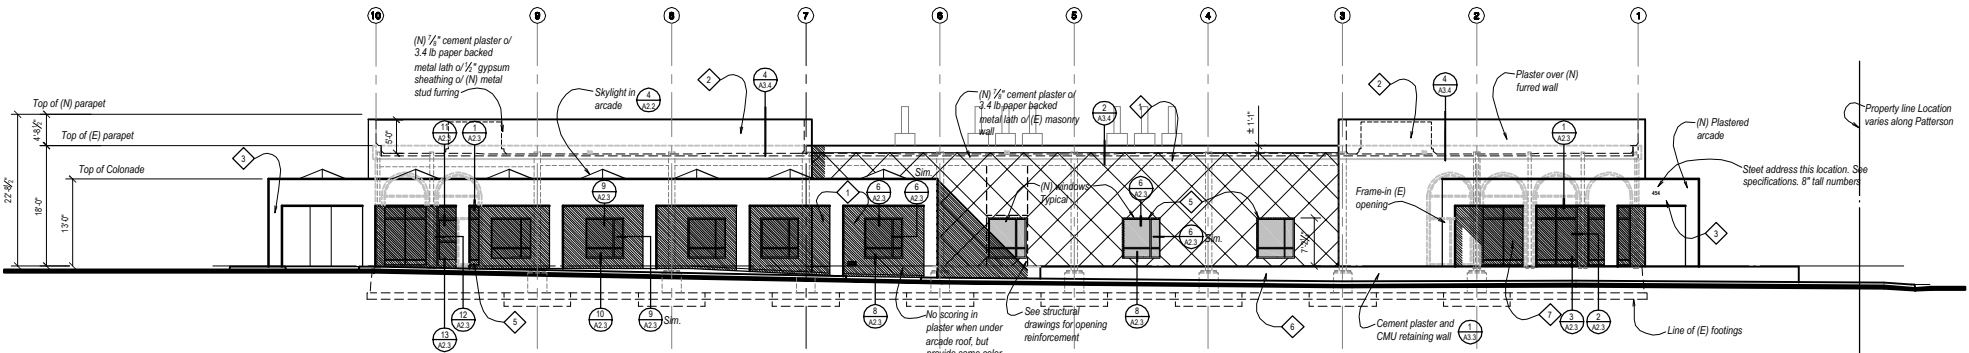 10
9
8
7
6
5
4
3
2
1
(N) 7/8" cement plaster o/
3.4 lb paper backed
metal lath o/ 1/2" gypsum
sheathing o/ (N) metal
stud furring
Skylight in
arcade
4
A2.2
2
4
A3.4
(N) 7/8" cement plaster o/
3.4 lb paper backed
metal lath o/ (E) masonry
wall
2
A3.4
1
± 1'-1"
2
4
A3.4
Plaster over (N)
furred wall
1
A2.3
Property line Location
varies along Patterson
(N) Plastered
arcade
Steet address this location. See
specifications. 8" tall numbers
Top of (N) parapet
Top of (E) parapet
Top of Colonade
22'-8½"
4'-8½"
18'-0"
13'-0"
5'-0"
3
11
A2.3
1
A2.3
9
A2.3
1
6
A2.3
6
A2.3
Sim.
(N) windows
Typical
6
A2.3
5
6
A2.3
Sim.
Frame-in (E)
opening
454
3
12
A2.3
13
A2.3
5
10
A2.3
9
A2.3
Sim.
8
A2.3
No scoring in
plaster when under
arcade roof, but
provide same color
See structural
drawings for opening
reinforcement
8
A2.3
6
Cement plaster and
CMU retaining wall
1
A3.3
7
3
A2.3
2
A2.3
Line of (E) footings